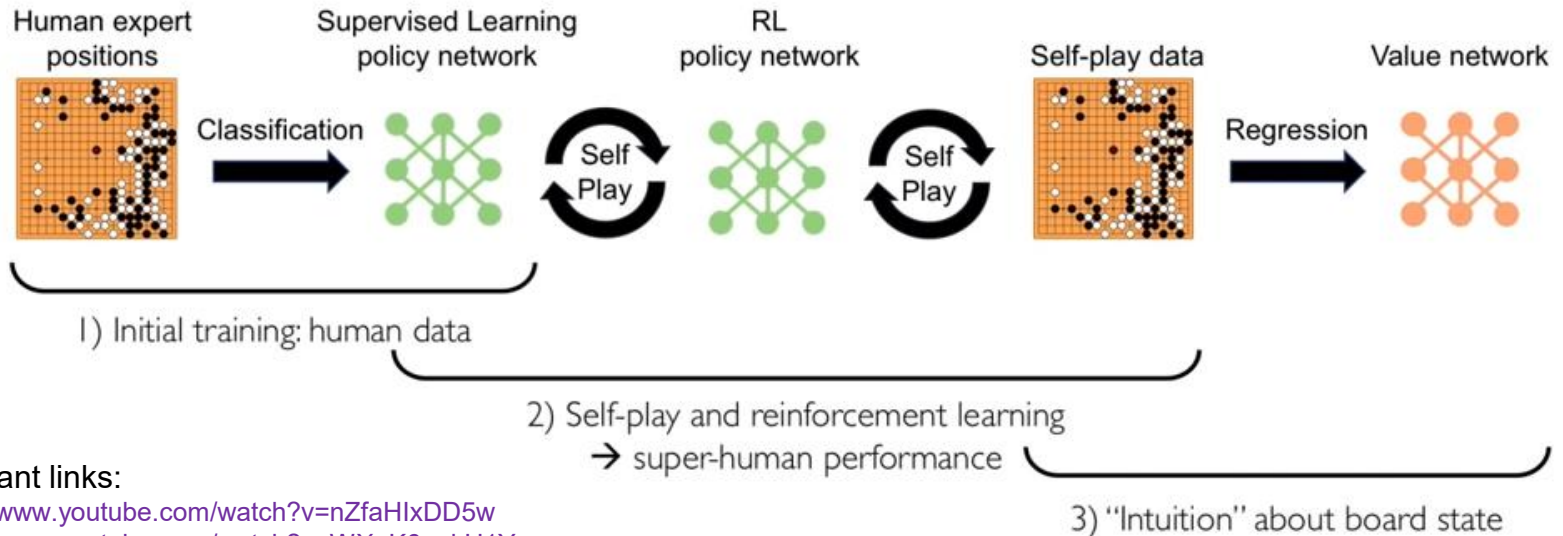 Human expert
positions
Supervised Learning
policy network
RL
policy network
Self-play data
Value network
Classification
Self
Play
Self
Play
Regression
1) Initial training: human data
2) Self-play and reinforcement learning
→ super-human performance
3) “Intuition” about board state
ant links:
www.youtube.com/watch?v=nZfaHIxDD5w